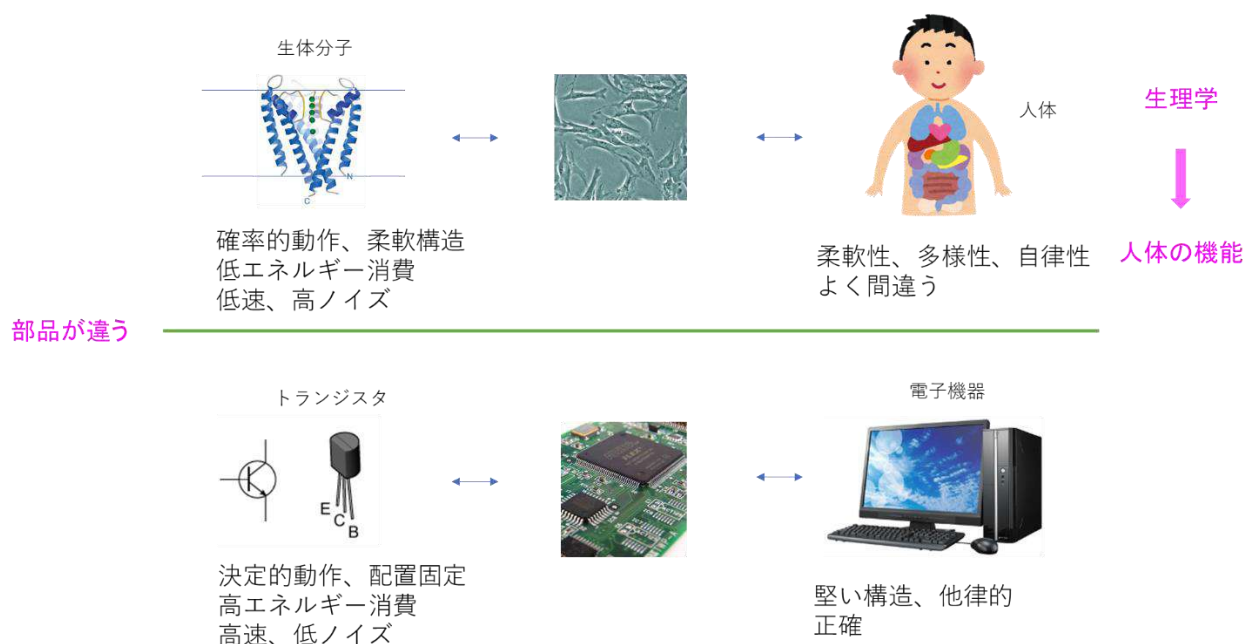 生体分子
N
C
人体
生理学
確率的動作、柔軟構造
低エネルギー消費
低速、高ノイズ
柔軟性、多様性、自律性
よく間違う
人体の機能
部品が違う
トランジスタ
電子機器
E
C
B
決定的動作、配置固定
高エネルギー消費
高速、低ノイズ
堅い構造、他律的
正確